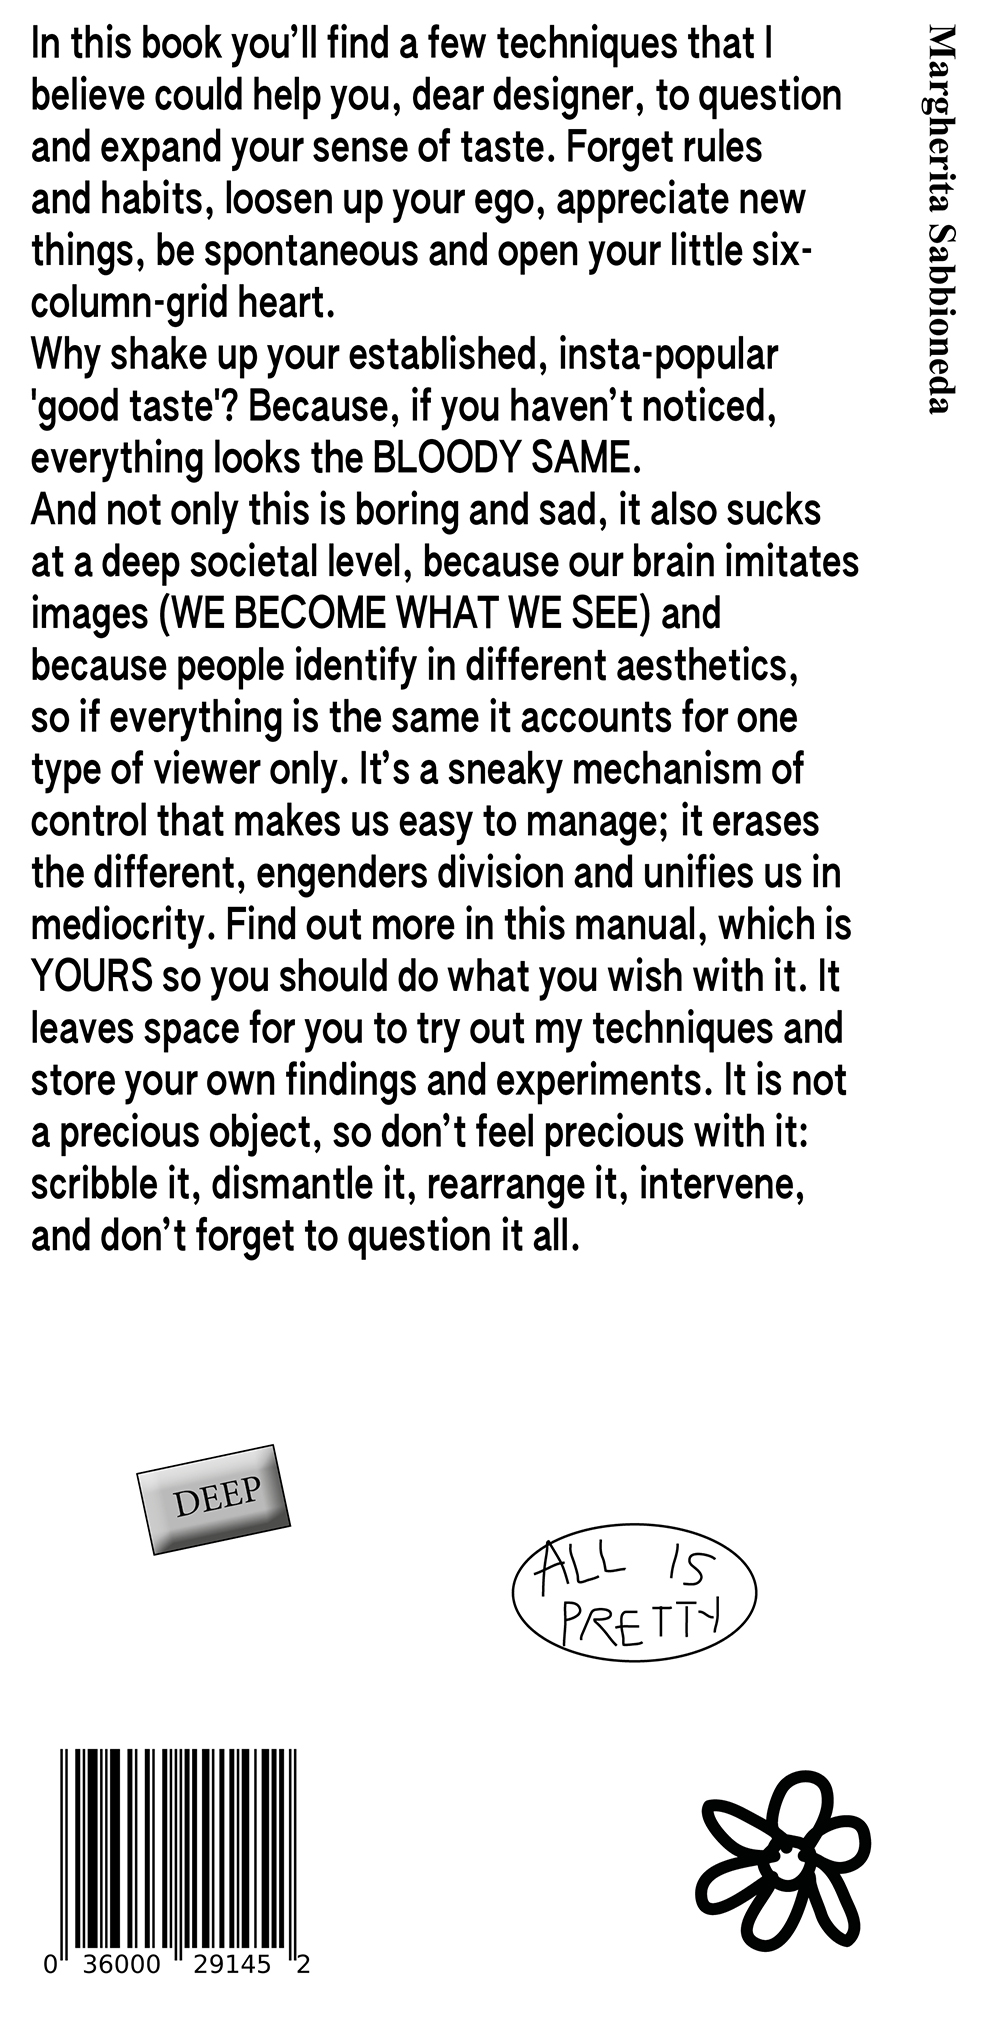 In this book you’ll find a few techniques that I
believe could help you, dear designer, to question
and expand your sense of taste. Forget rules
and habits, loosen up your ego, appreciate new
things, be spontaneous and open your little six-
column-grid heart.
Why shake up your established, insta-popular
'good taste'? Because, if you haven’t noticed,
everything looks the BLOODY SAME.
And not only this is boring and sad, it also sucks
at a deep societal level, because our brain imitates
images (WE BECOME WHAT WE SEE) and
because people identify in different aesthetics,
so if everything is the same it accounts for one
type of viewer only. It’s a sneaky mechanism of
control that makes us easy to manage; it erases
the different, engenders division and unifies us in
mediocrity. Find out more in this manual, which is
YOURS so you should do what you wish with it. It
leaves space for you to try out my techniques and
store your own findings and experiments. It is not
a precious object, so don’t feel precious with it:
scribble it, dismantle it, rearrange it, intervene,
and don’t forget to question it all.
Margherita Sabbioneda
DEEP
ALL IS
PRETTY
0 36000 29145 2